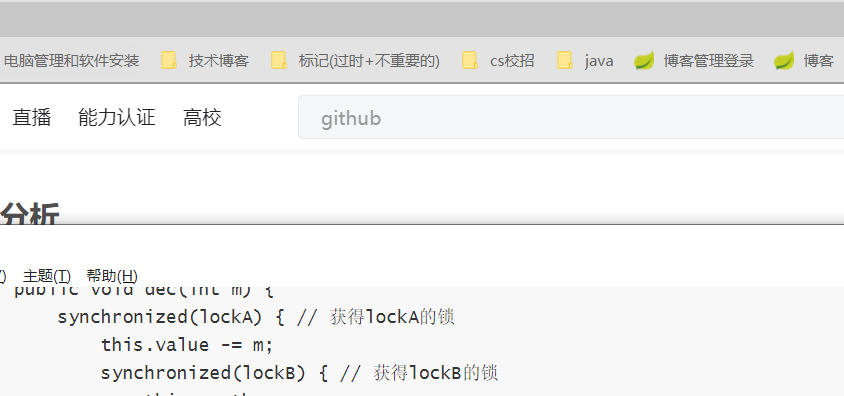 电脑管理和软件安装 技术博客 标记(过时+不重要的) cs校招 java 博客管理登录 博客
直播 能力认证 高校 github
分析
主题(T) 帮助(H)
public void dec(int m) {
synchronized(lockA) { // 获得lockA的锁
this.value -= m;
synchronized(lockB) { // 获得lockB的锁